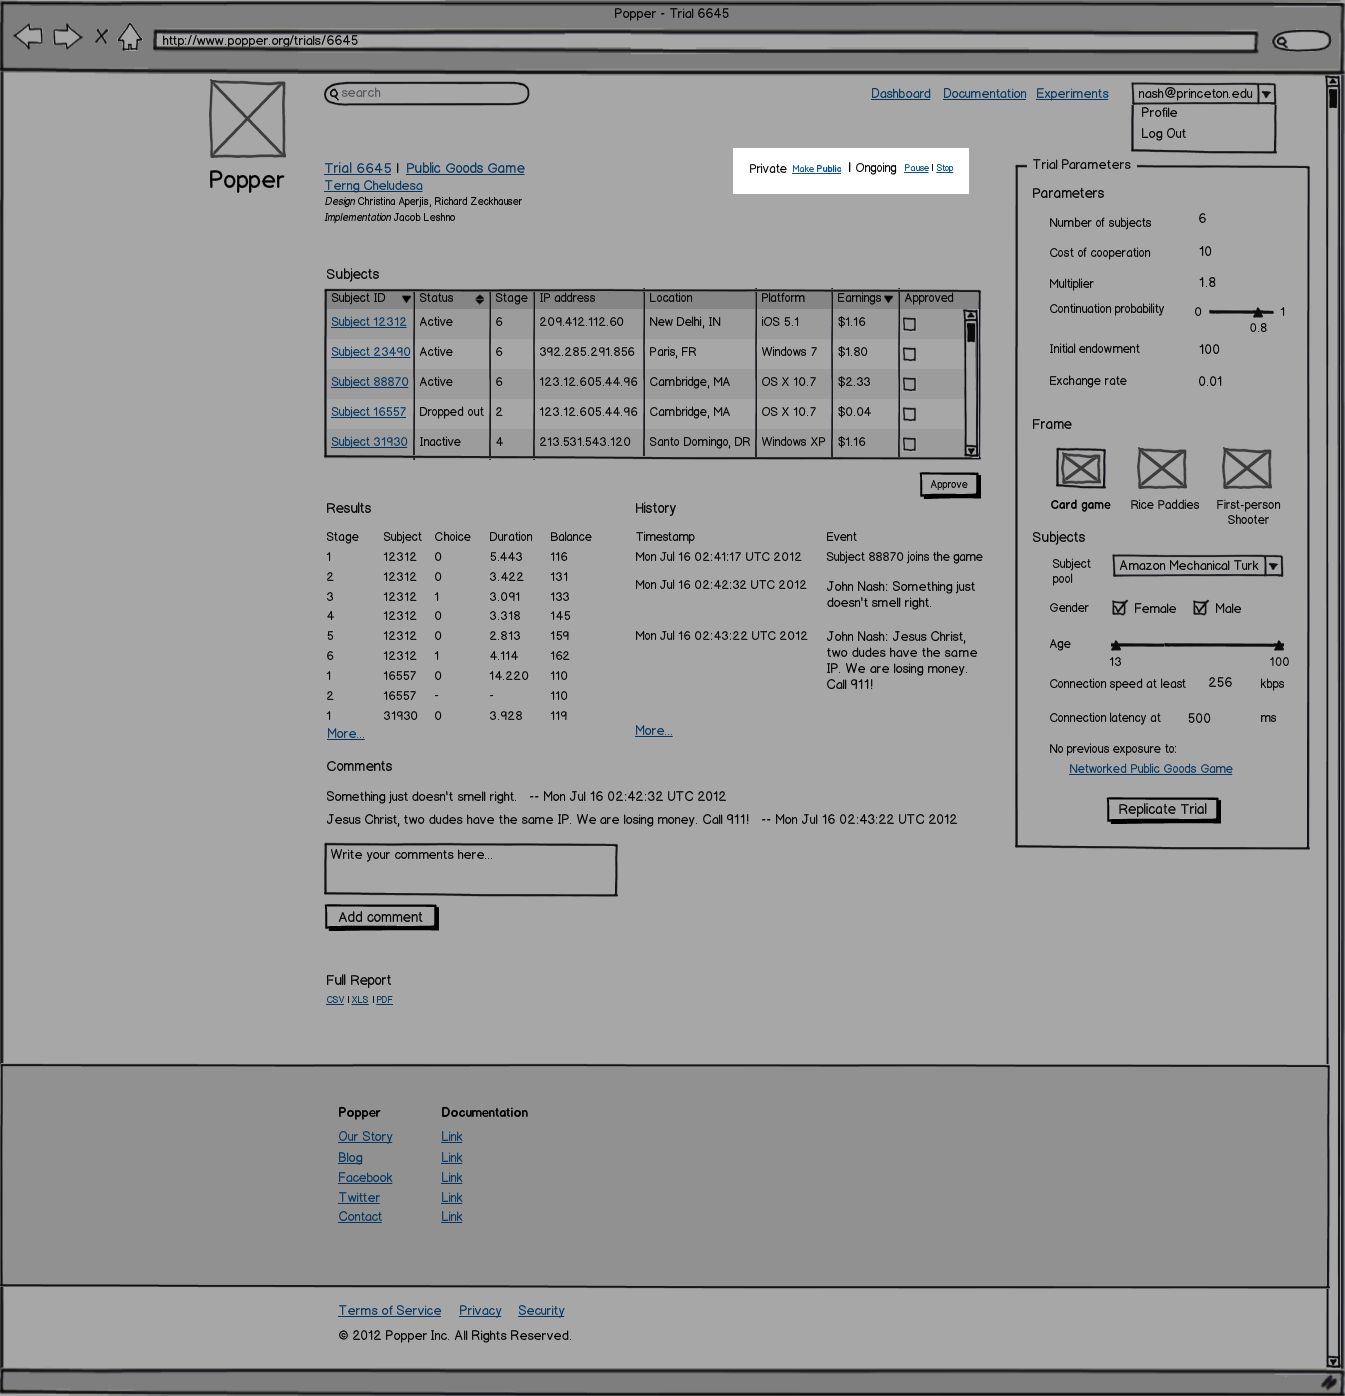 Popper - Trial 6645
http://www.popper.org/trials/6645
search
Dashboard Documentation Experiments
nash@princeton.edu
Profile
Log Out
Popper
Trial 6645 | Public Goods Game
Terng Cheludesa
Design Christina Aperjis, Richard Zeckhauser
Implementation Jacob Leshno
Private Make Public | Ongoing Pause | Stop
Subjects
Subject ID Status Stage IP address Location Platform Earnings Approved
Subject 12312 Active 6 209.412.112.60 New Delhi, IN iOS 5.1 $1.16
Subject 23490 Active 6 392.285.291.856 Paris, FR Windows 7 $1.80
Subject 88870 Active 6 123.12.605.44.96 Cambridge, MA OS X 10.7 $2.33
Subject 16557 Dropped out 2 123.12.605.44.96 Cambridge, MA OS X 10.7 $0.04
Subject 31930 Inactive 4 213.531.543.120 Santo Domingo, DR Windows XP $1.16
Approve
Results
Stage Subject Choice Duration Balance
1 12312 0 5.443 116
2 12312 0 3.422 131
3 12312 1 3.091 133
4 12312 0 3.318 145
5 12312 0 2.813 159
6 12312 1 4.114 162
1 16557 0 14.220 110
2 16557 - - 110
1 31930 0 3.928 119
More...
History
Timestamp Event
Mon Jul 16 02:41:17 UTC 2012 Subject 88870 joins the game
Mon Jul 16 02:42:32 UTC 2012 John Nash: Something just
doesn't smell right.
Mon Jul 16 02:43:22 UTC 2012 John Nash: Jesus Christ,
two dudes have the same
IP. We are losing money.
Call 911!
More...
Comments
Something just doesn't smell right. -- Mon Jul 16 02:42:32 UTC 2012
Jesus Christ, two dudes have the same IP. We are losing money. Call 911! -- Mon Jul 16 02:43:22 UTC 2012
Write your comments here...
Add comment
Full Report
CSV | XLS | PDF
Trial Parameters
Parameters
Number of subjects 6
Cost of cooperation 10
Multiplier 1.8
Continuation probability 0 1
0.8
Initial endowment 100
Exchange rate 0.01
Frame
Card game Rice Paddies First-person
Shooter
Subjects
Subject
pool
Amazon Mechanical Turk
Gender Female Male
Age
13 100
Connection speed at least 256 kbps
Connection latency at 500 ms
No previous exposure to:
Networked Public Goods Game
Replicate Trial
Popper Documentation
Our Story Link
Blog Link
Facebook Link
Twitter Link
Contact Link
Terms of Service Privacy Security
© 2012 Popper Inc. All Rights Reserved.